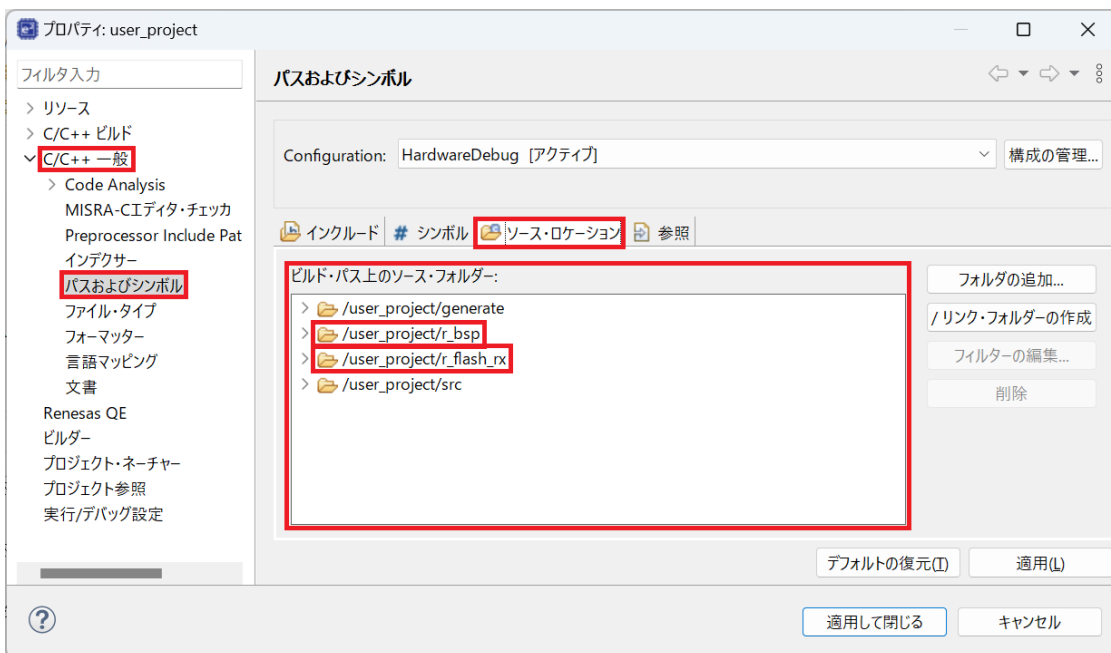 プロパティ: user_project
フィルタ入力
パスおよびシンボル
リソース
C/C++ ビルド
C/C++ 一般
Code Analysis
MISRA-Cエディタ・チェッカ
Preprocessor Include Pat
インデクサー
パスおよびシンボル
ファイル・タイプ
フォーマッター
言語マッピング
文書
Renesas QE
ビルダー
プロジェクト・ネーチャー
プロジェクト参照
実行/デバッグ設定
Configuration: HardwareDebug [アクティブ]
構成の管理...
インクルード # シンボル ソース・ロケーション 参照
ビルド・パス上のソース・フォルダー:
/user_project/generate
/user_project/r_bsp
/user_project/r_flash_rx
/user_project/src
フォルダの追加...
/ リンク・フォルダーの作成
フィルターの編集...
削除
デフォルトの復元(T)
適用(L)
適用して閉じる
キャンセル